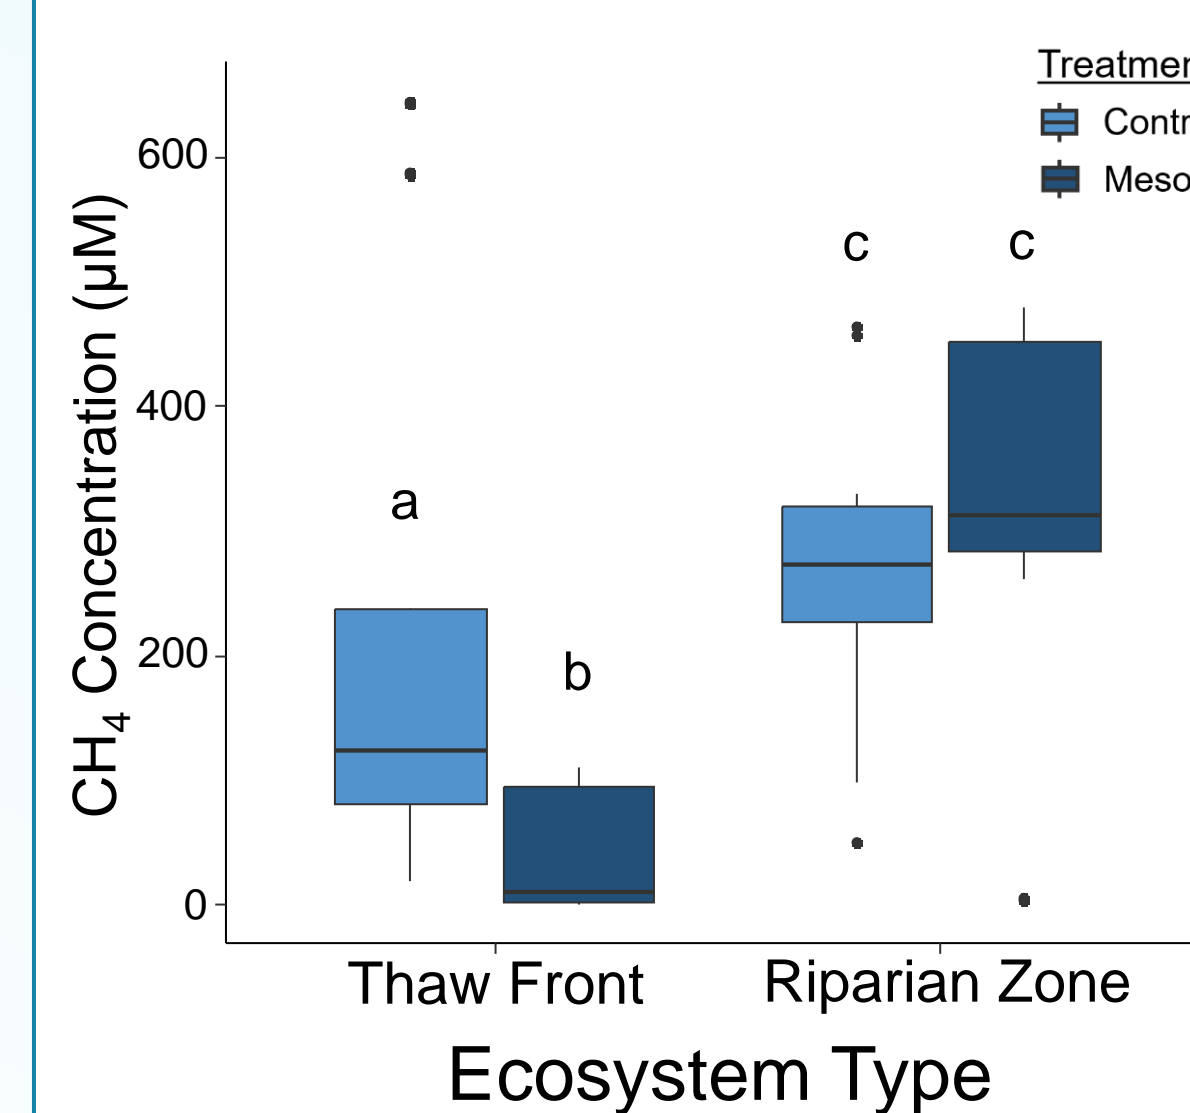 Treatmen
Contr
Meso
600
400
200
0
CH₄ Concentration (µM)
a
b
c
c
Thaw Front
Riparian Zone
Ecosystem Type